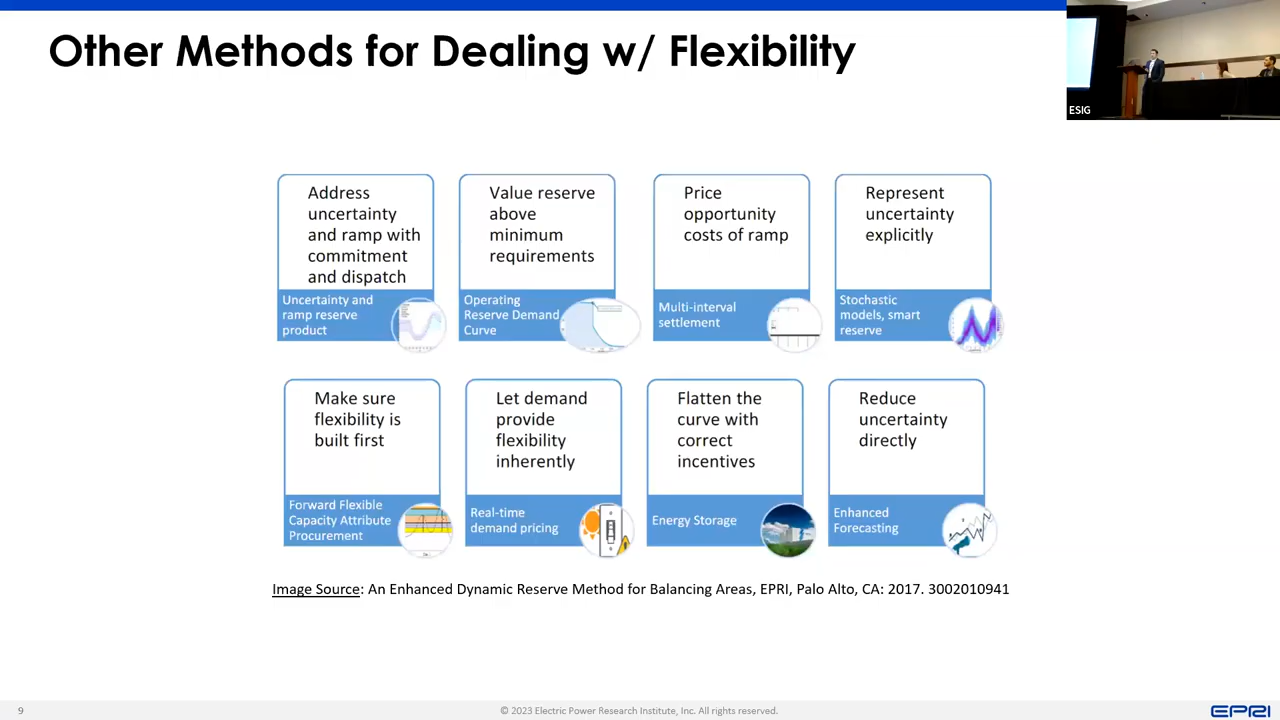 Other Methods for Dealing w/ Flexibility
ESIG
Address
uncertainty
and ramp with
commitment
and dispatch
Uncertainty and
ramp reserve
product
Value reserve
above
minimum
requirements
Operating
Reserve Demand
Curve
Price
opportunity
costs of ramp
Multi-interval
settlement
Represent
uncertainty
explicitly
Stochastic
models, smart
reserve
Make sure
flexibility is
built first
Forward Flexible
Capacity Attribute
Procurement
Let demand
provide
flexibility
inherently
Real-time
demand pricing
Flatten the
curve with
correct
incentives
Energy Storage
Reduce
uncertainty
directly
Enhanced
Forecasting
Image Source: An Enhanced Dynamic Reserve Method for Balancing Areas, EPRI, Palo Alto, CA: 2017. 3002010941
9
© 2023 Electric Power Research Institute, Inc. All rights reserved.
EPRI